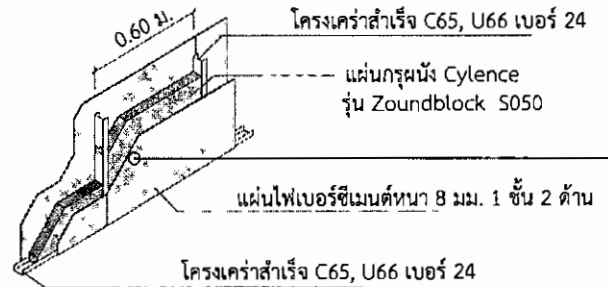 โครงเคร่าสำเร็จ C65, U66 เบอร์ 24
0.60 ม.
แผ่นกรุผนัง Cylence
รุ่น Zoundblock S050
แผ่นไฟเบอร์ซีเมนต์หนา 8 มม. 1 ชั้น 2 ด้าน
โครงเคร่าสำเร็จ C65, U66 เบอร์ 24